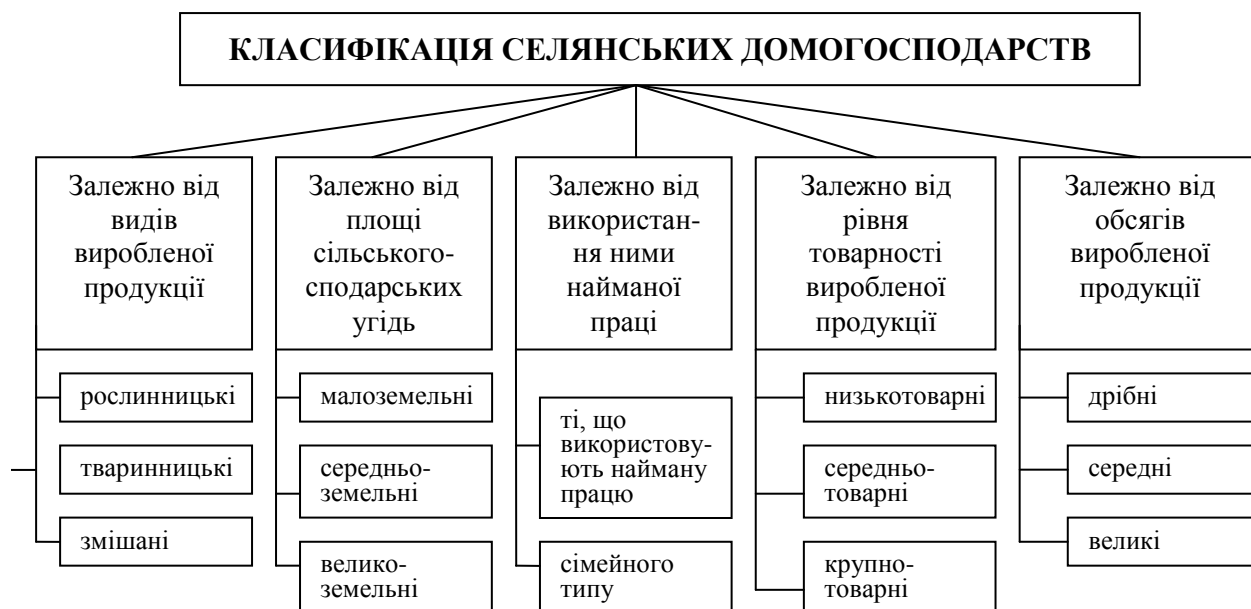 КЛАСИФІКАЦІЯ СЕЛЯНСЬКИХ ДОМОГОСПОДАРСТВ
Залежно від
видів
виробленої
продукції
рослинницькі
тваринницькі
змішані
Залежно від
площі
сільського-
сподарських
угідь
малоземельні
середньо-
земельні
велико-
земельні
Залежно від
використан-
ня ними
найманої
праці
ті, що
використову-
ють найману
працю
сімейного
типу
Залежно від
рівня
товарності
виробленої
продукції
низькотоварні
середньо-
товарні
крупно-
товарні
Залежно від
обсягів
виробленої
продукції
дрібні
середні
великі